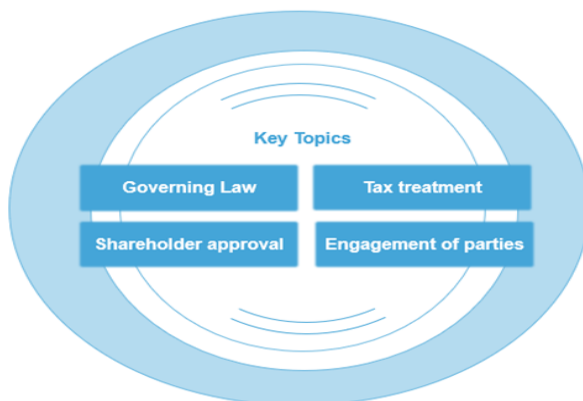 Key Topics
Governing Law
Tax treatment
Shareholder approval
Engagement of parties